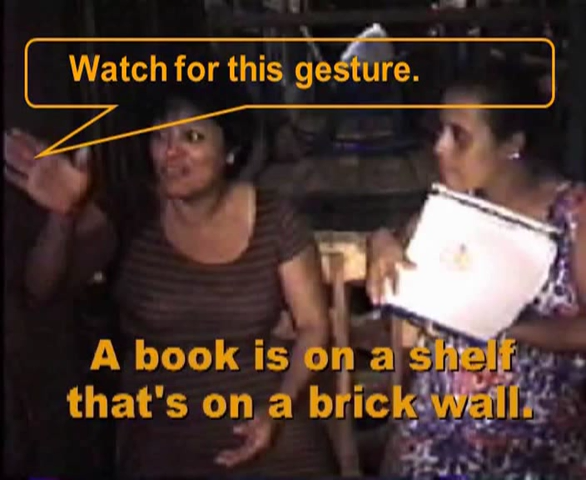 Watch for this gesture.
A book is on a shelf
that's on a brick wall.